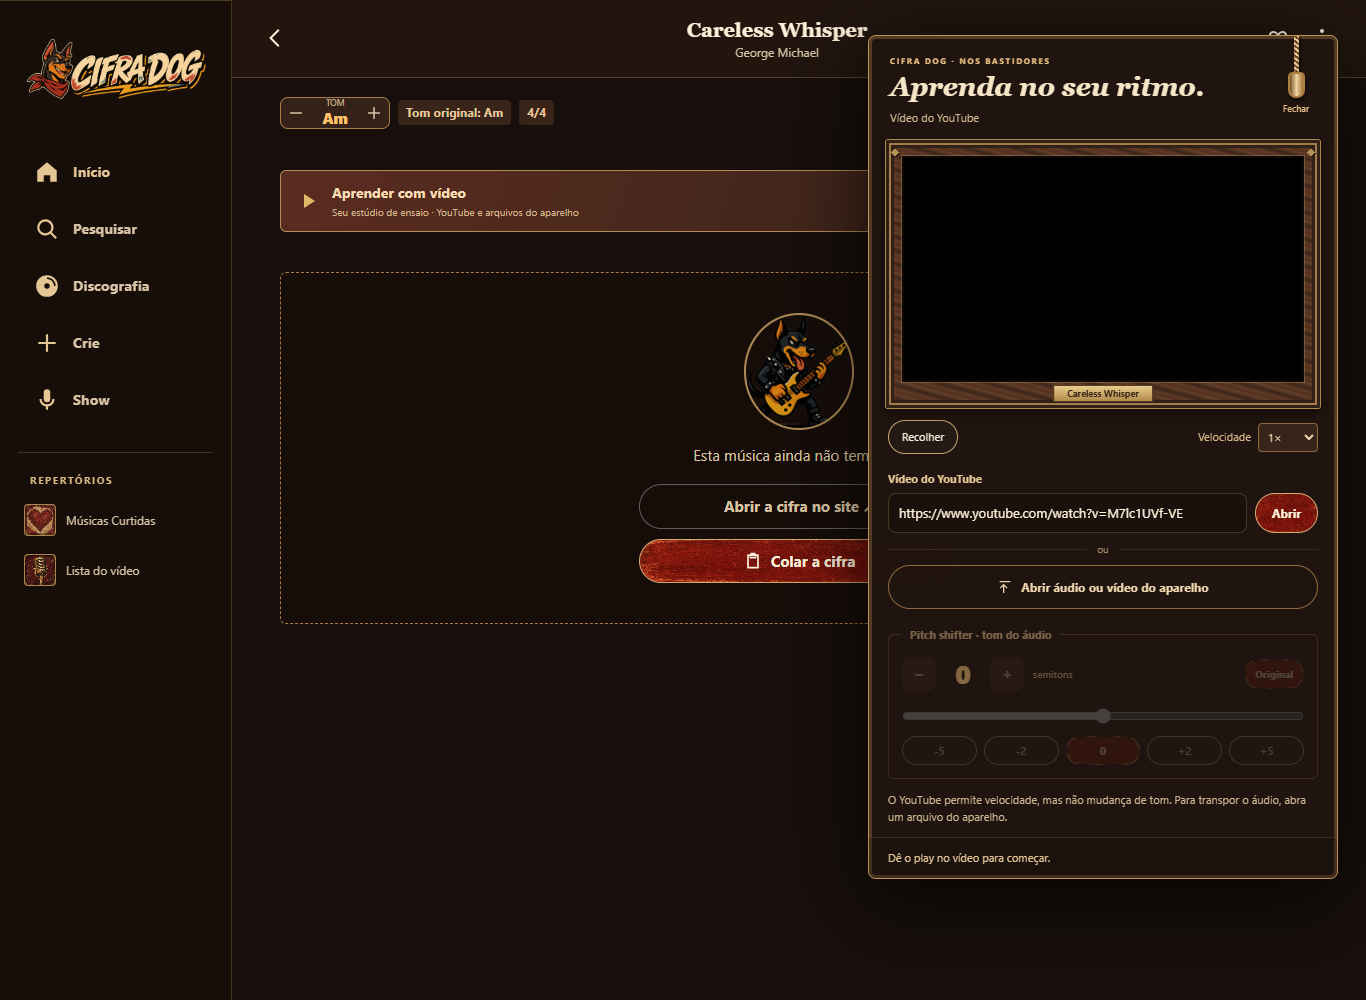 CIFRA DOG
Início
Pesquisar
Discografia
Crie
Show
REPERTÓRIOS
Músicas Curtidas
Lista do vídeo
Careless Whisper
George Michael
TOM
Am
Tom original: Am
4/4
Aprender com vídeo
Seu estúdio de ensaio · YouTube e arquivos do aparelho
Esta música ainda não tem
Abrir a cifra no site
Colar a cifra
CIFRA DOG · NOS BASTIDORES
Aprenda no seu ritmo.
Vídeo do YouTube
Fechar
Careless Whisper
Recolher
Velocidade
1×
Vídeo do YouTube
https://www.youtube.com/watch?v=M7lc1UVf-VE
Abrir
ou
Abrir áudio ou vídeo do aparelho
Pitch shifter · tom do áudio
− 0 + semitons
Original
-5 -2 0 +2 +5
O YouTube permite velocidade, mas não mudança de tom. Para transpor o áudio, abra
um arquivo do aparelho.
Dê o play no vídeo para começar.